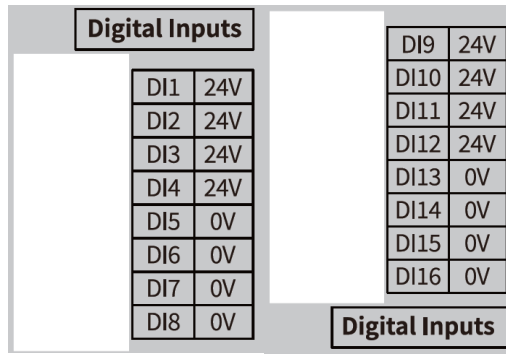 Digital Inputs
DI1 24V
DI2 24V
DI3 24V
DI4 24V
DI5 0V
DI6 0V
DI7 0V
DI8 0V
DI9 24V
DI10 24V
DI11 24V
DI12 24V
DI13 0V
DI14 0V
DI15 0V
DI16 0V
Digital Inputs